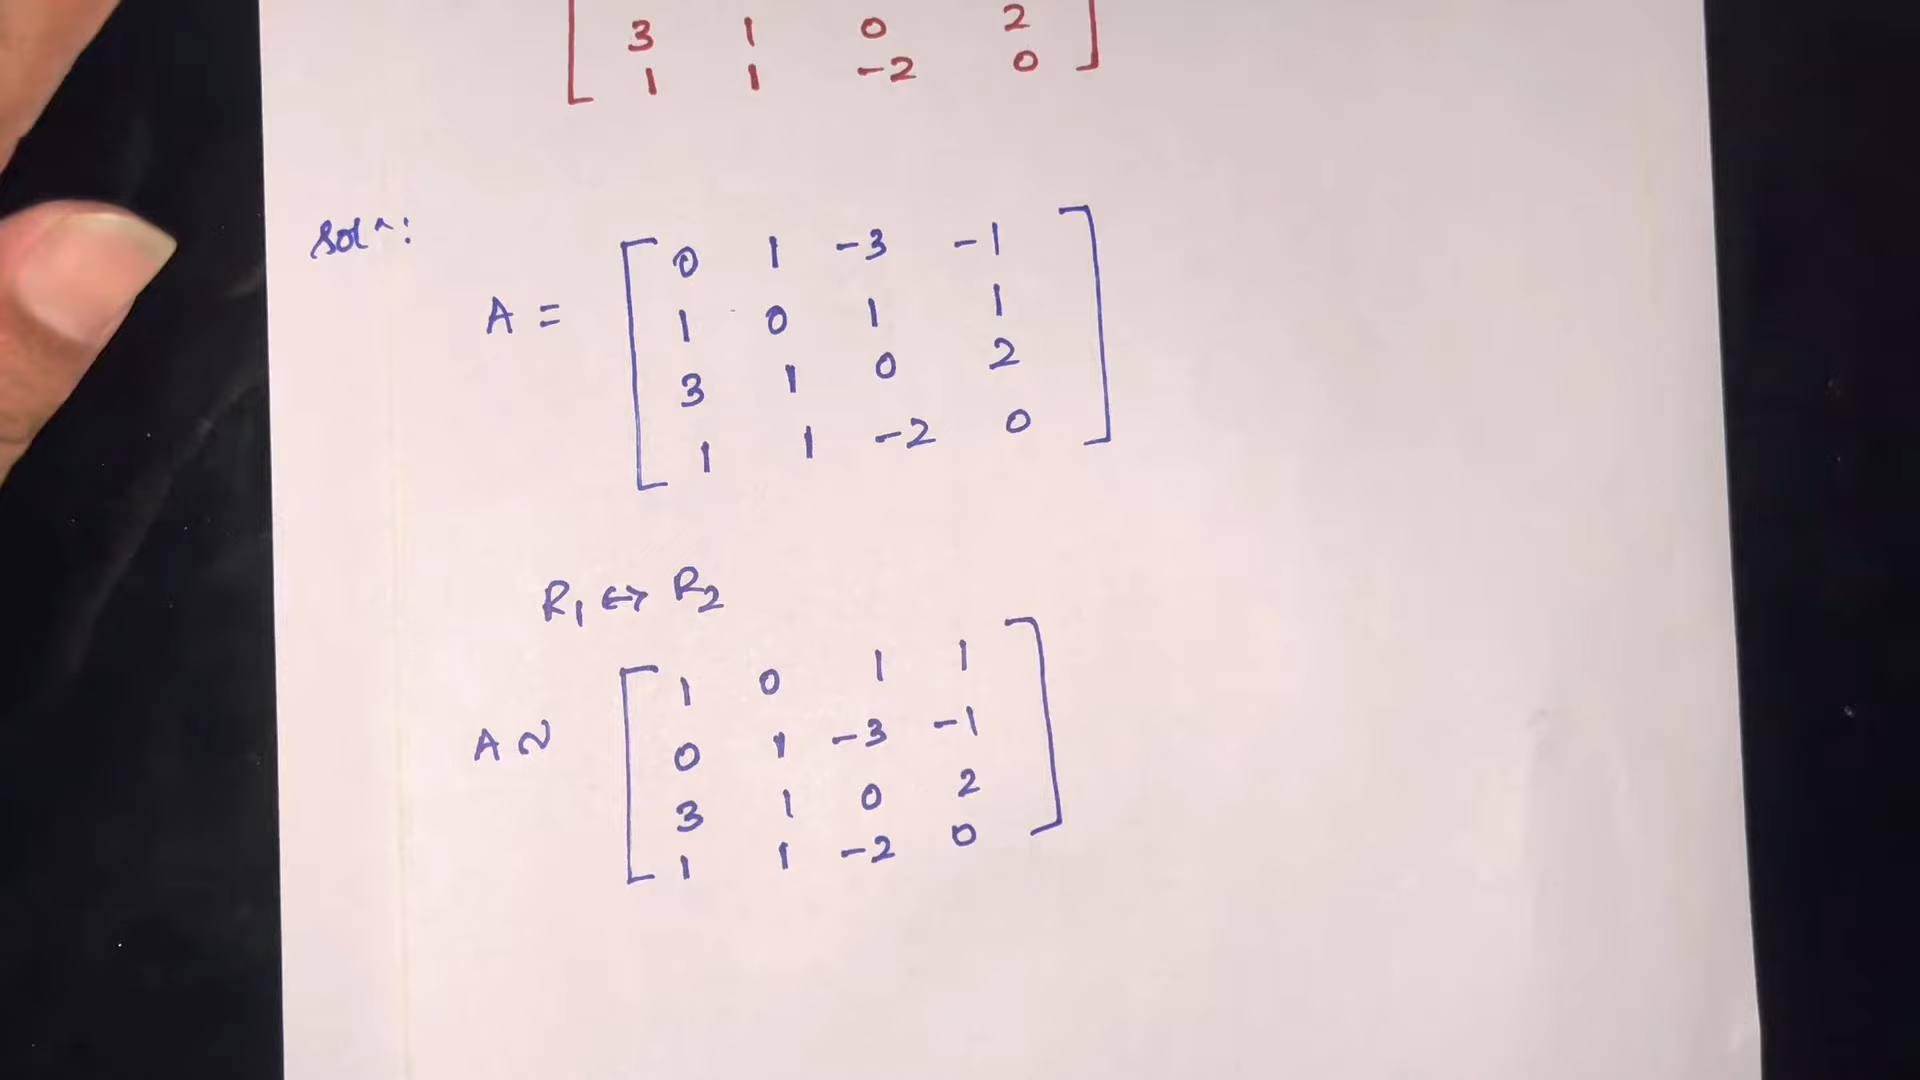 3 1 0 2
1 1 -2 0
Solⁿ:
0 1 -3 -1
A = 1 0 1 1
3 1 0 2
1 1 -2 0
R₁ ↔ R₂
1 0 1 1
A ~ 0 1 -3 -1
3 1 0 2
1 1 -2 0